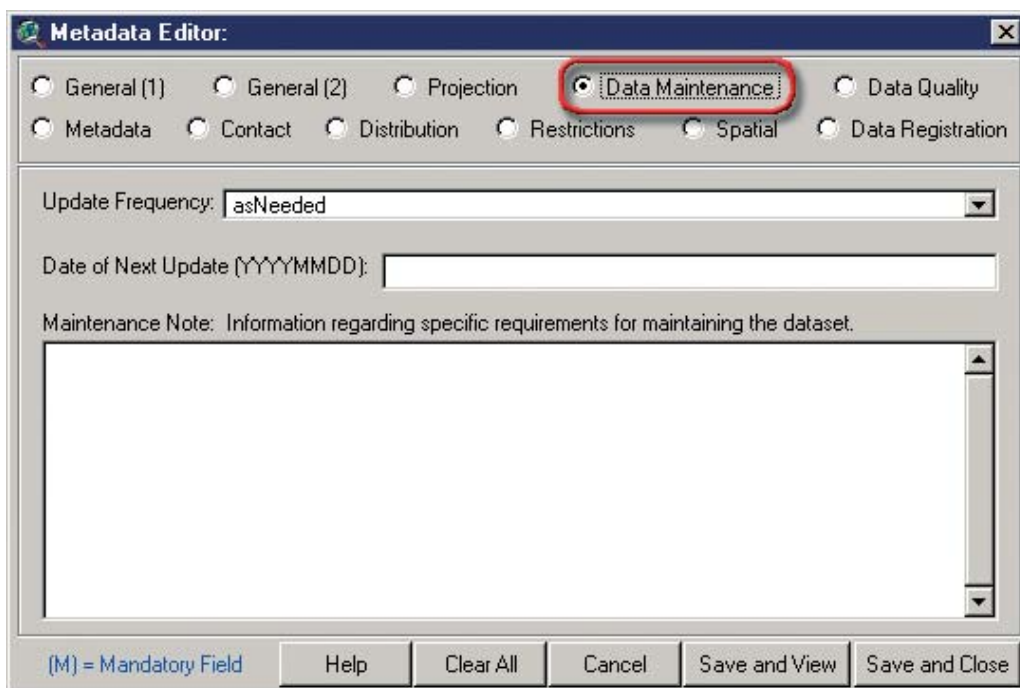 Metadata Editor:
General (1) General (2) Projection Data Maintenance Data Quality
Metadata Contact Distribution Restrictions Spatial Data Registration
Update Frequency: asNeeded
Date of Next Update (YYYYMMDD):
Maintenance Note: Information regarding specific requirements for maintaining the dataset.
(M) = Mandatory Field Help Clear All Cancel Save and View Save and Close